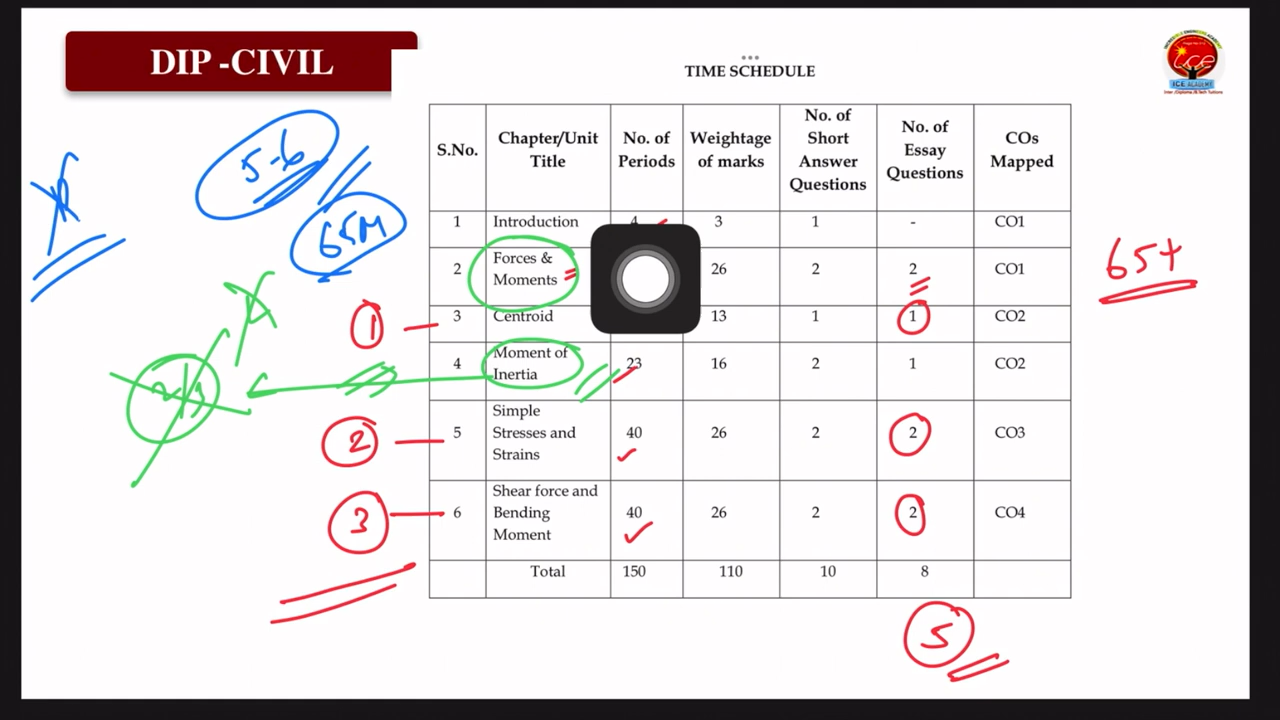 DIP -CIVIL
***
TIME SCHEDULE
ICE ACADEMY
S.No. Chapter/Unit Title No. of Periods Weightage of marks No. of Short Answer Questions No. of Essay Questions COs Mapped
1 Introduction 4 3 1 - CO1
2 Forces & Moments 26 2 2 CO1
3 Centroid 13 1 1 CO2
4 Moment of Inertia 23 16 2 1 CO2
5 Simple Stresses and Strains 40 26 2 2 CO3
6 Shear force and Bending Moment 40 26 2 2 CO4
Total 150 110 10 8
5-6
65M
65+
1
2
3
5